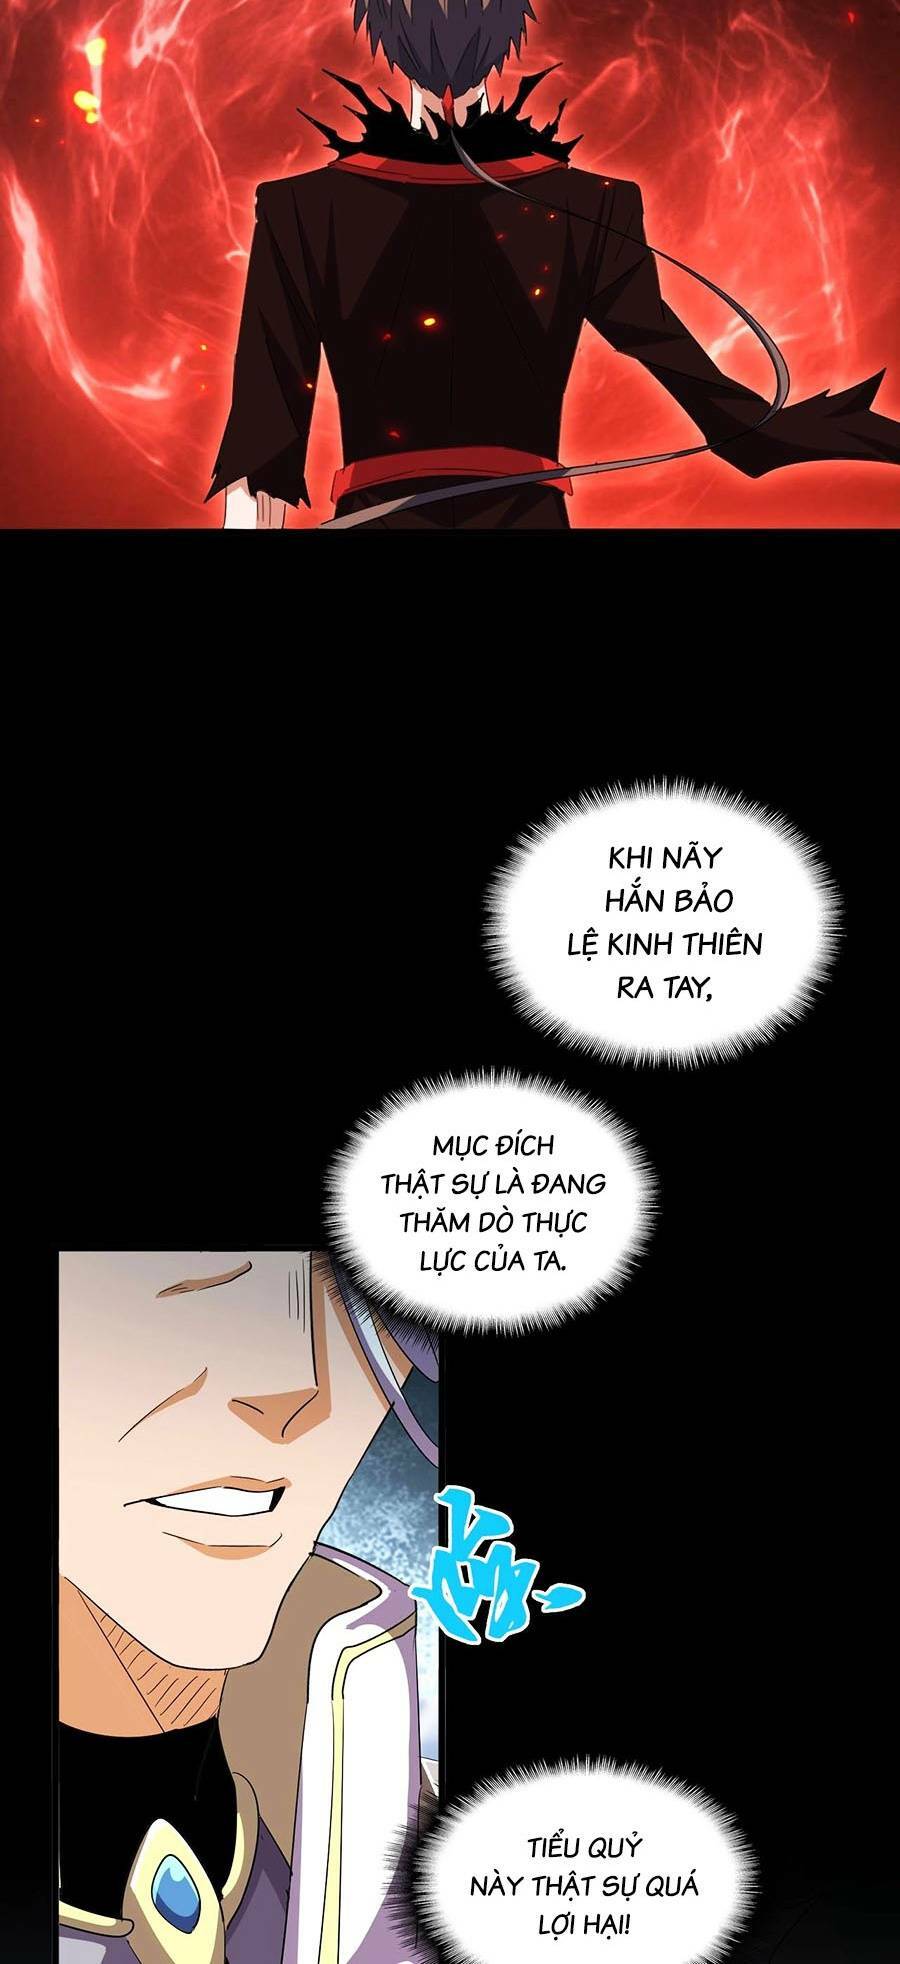 KHI NÃY
HẮN BẢO
LỆ KINH THIÊN
RA TAY,
MỤC ĐÍCH
THẬT SỰ LÀ ĐANG
THĂM DÒ THỰC
LỰC CỦA TA.
TIỂU QUỶ
NÀY THẬT SỰ QUÁ
LỢI HẠI!